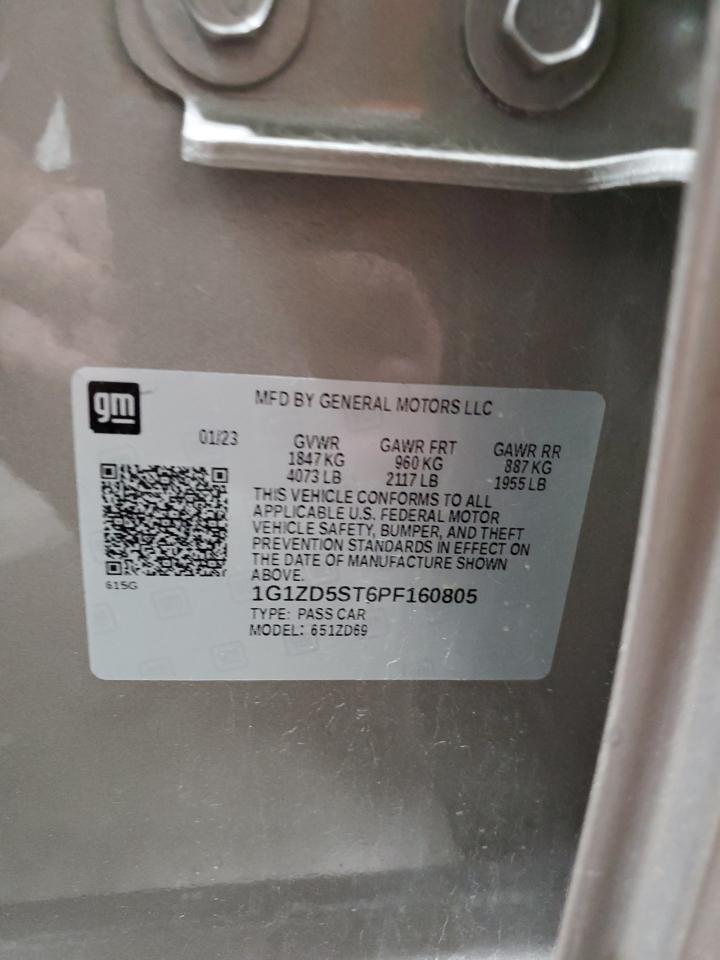 gm
MFD BY GENERAL MOTORS LLC
01/23 GVWR GAWR FRT GAWR RR
1847 KG 960 KG 887 KG
4073 LB 2117 LB 1955 LB
THIS VEHICLE CONFORMS TO ALL
APPLICABLE U.S. FEDERAL MOTOR
VEHICLE SAFETY, BUMPER, AND THEFT
PREVENTION STANDARDS IN EFFECT ON
THE DATE OF MANUFACTURE SHOWN
ABOVE.
615G
1G1ZD5ST6PF160805
TYPE: PASS CAR
MODEL: 651ZD69